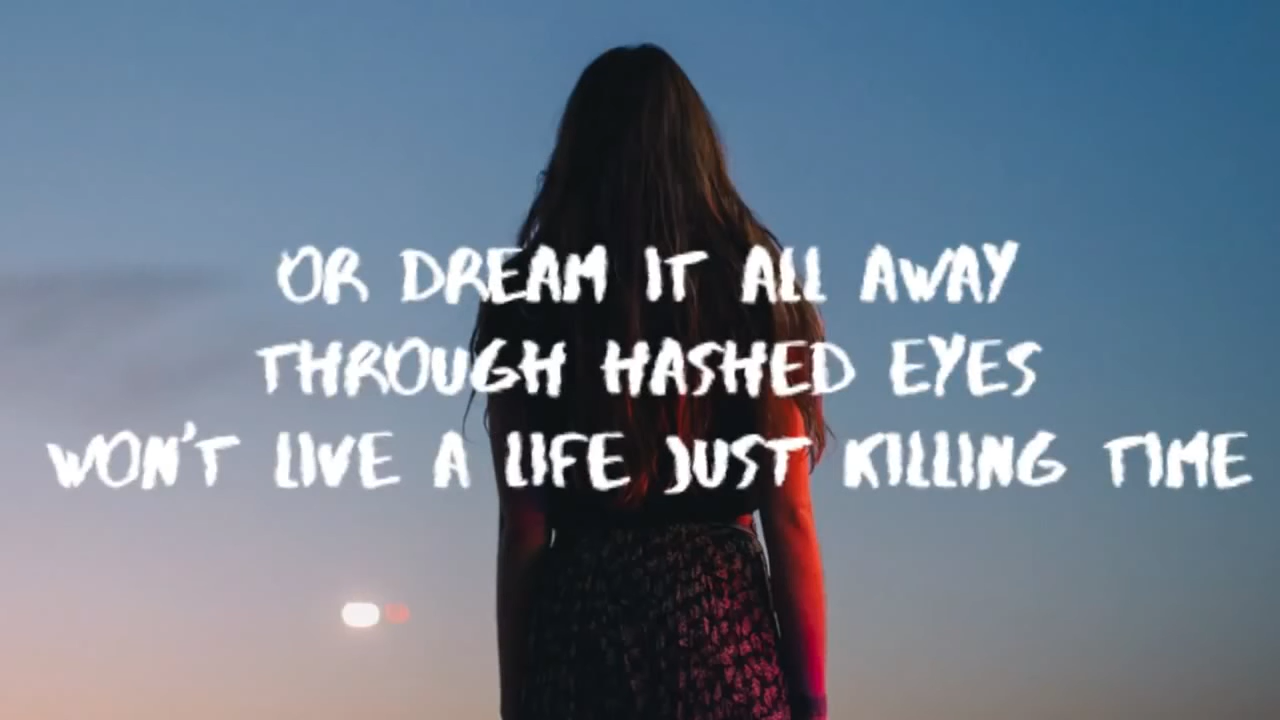 OR DREAM IT ALL AWAY
THROUGH HASHED EYES
WON'T LIVE A LIFE JUST KILLING TIME